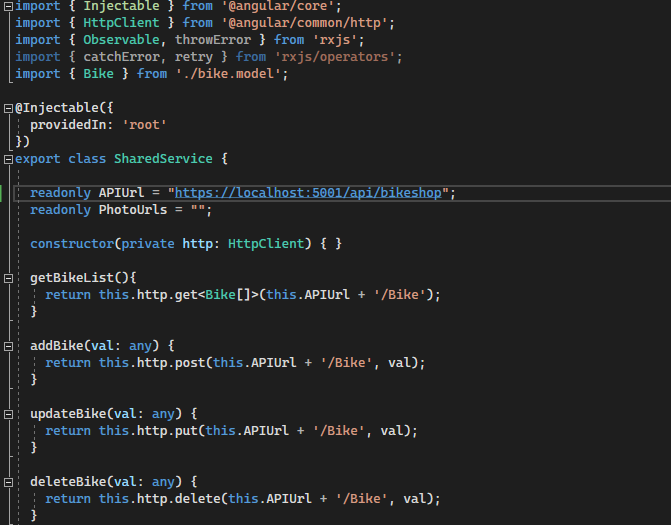 import { Injectable } from '@angular/core';
import { HttpClient } from '@angular/common/http';
import { Observable, throwError } from 'rxjs';
import { catchError, retry } from 'rxjs/operators';
import { Bike } from './bike.model';
@Injectable({
providedIn: 'root'
})
export class SharedService {
readonly APIUrl = "https://localhost:5001/api/bikeshop";
readonly PhotoUrls = "";
constructor(private http: HttpClient) { }
getBikeList(){
return this.http.get<Bike[]>(this.APIUrl + '/Bike');
}
addBike(val: any) {
return this.http.post(this.APIUrl + '/Bike', val);
}
updateBike(val: any) {
return this.http.put(this.APIUrl + '/Bike', val);
}
deleteBike(val: any) {
return this.http.delete(this.APIUrl + '/Bike', val);
}